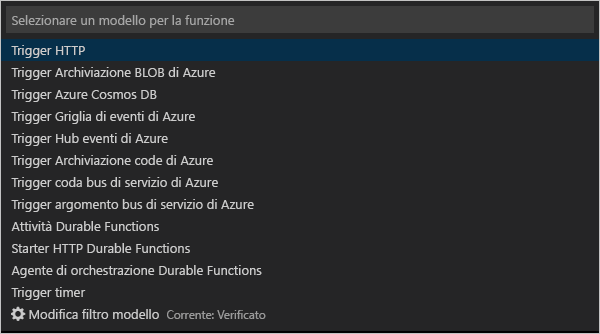 Selezionare un modello per la funzione
Trigger HTTP
Trigger Archiviazione BLOB di Azure
Trigger Azure Cosmos DB
Trigger Griglia di eventi di Azure
Trigger Hub eventi di Azure
Trigger Archiviazione code di Azure
Trigger coda bus di servizio di Azure
Trigger argomento bus di servizio di Azure
Attività Durable Functions
Starter HTTP Durable Functions
Agente di orchestrazione Durable Functions
Trigger timer
Modifica filtro modello Corrente: Verificato